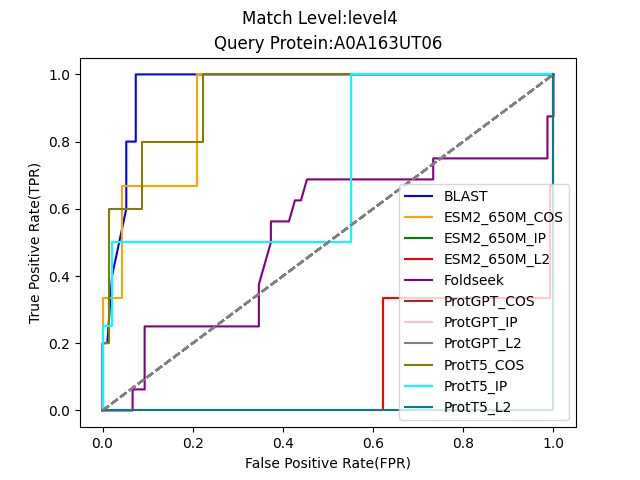 Match Level:level4
Query Protein:A0A163UT06
True Positive Rate(TPR)
1.0
0.8
0.6
0.4
0.2
0.0
BLAST
ESM2_650M_COS
ESM2_650M_IP
ESM2_650M_L2
Foldseek
ProtGPT_COS
ProtGPT_IP
ProtGPT_L2
ProtT5_COS
ProtT5_IP
ProtT5_L2
0.0 0.2 0.4 0.6 0.8 1.0
False Positive Rate(FPR)